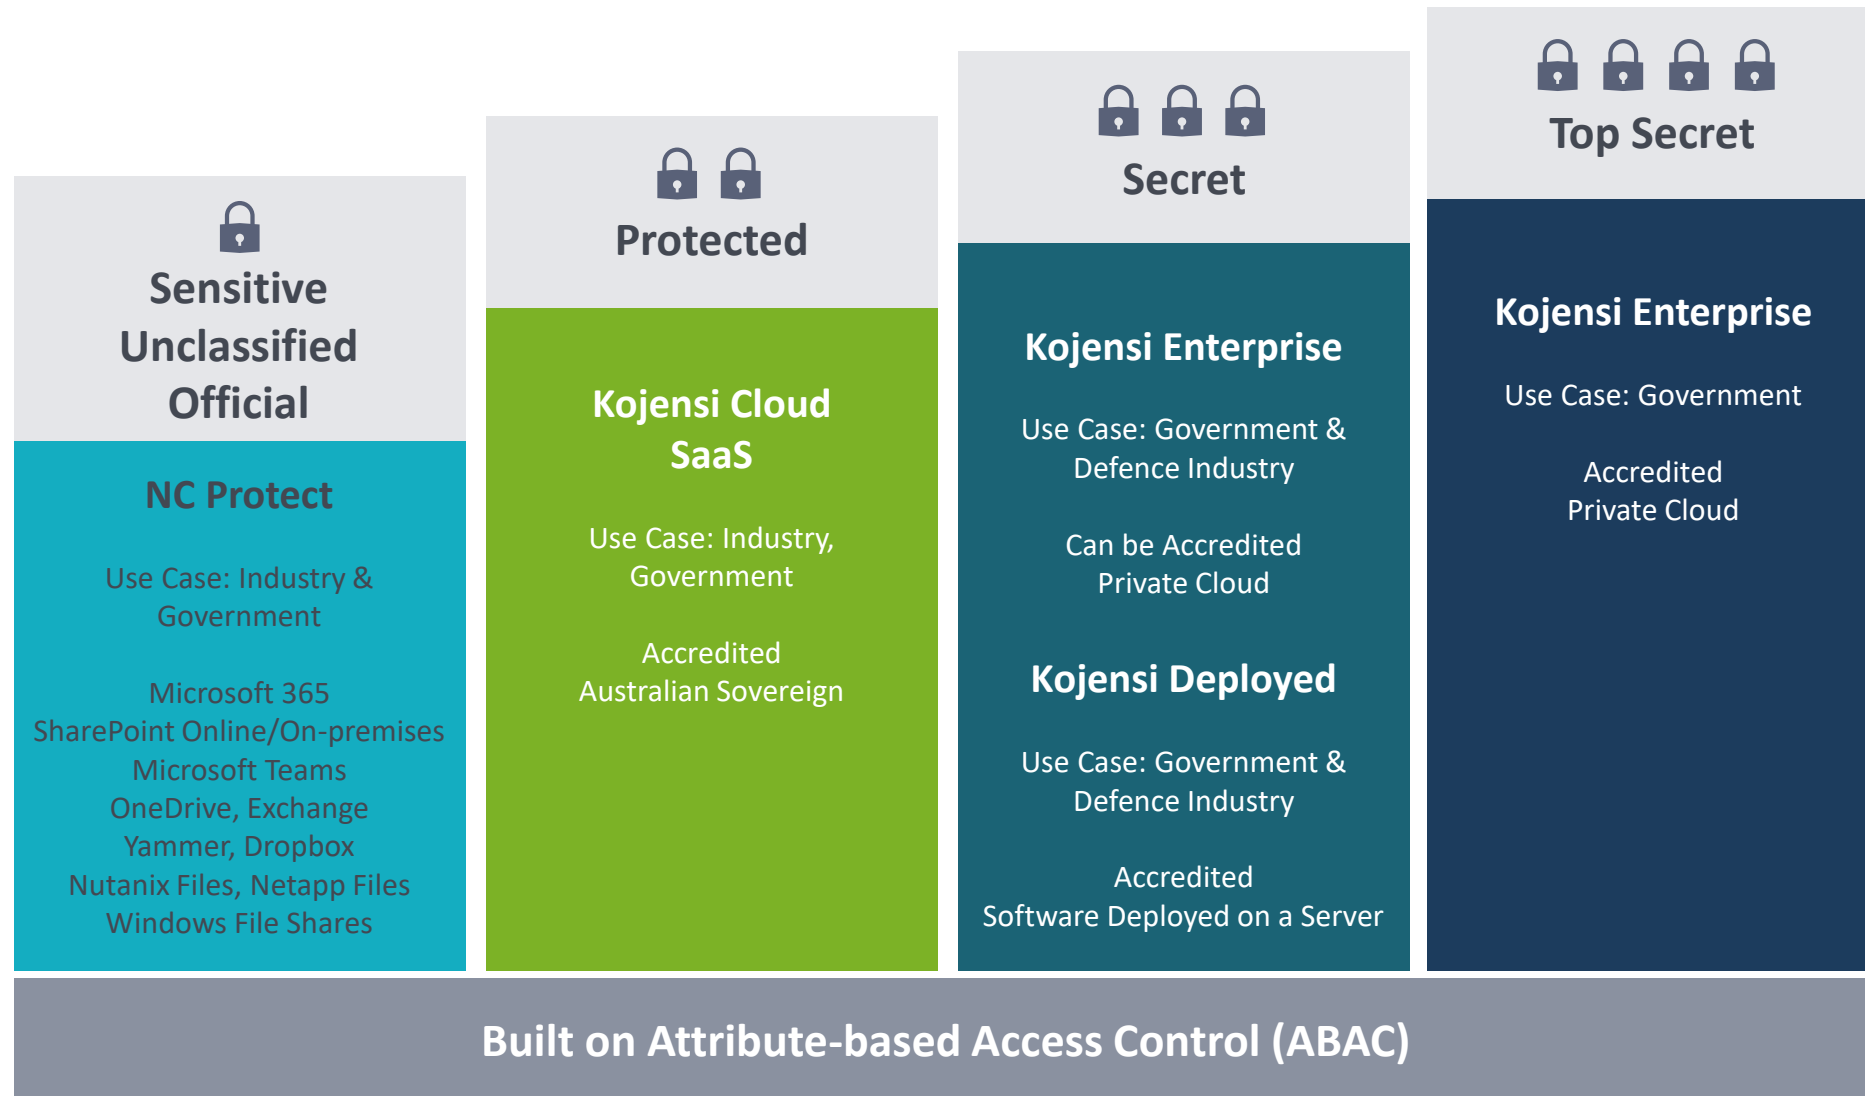 Sensitive
Unclassified
Official
NC Protect
Use Case: Industry &
Government
Microsoft 365
SharePoint Online/On-premises
Microsoft Teams
OneDrive, Exchange
Yammer, Dropbox
Nutanix Files, Netapp Files
Windows File Shares
Protected
Kojensi Cloud
SaaS
Use Case: Industry,
Government
Accredited
Australian Sovereign
Secret
Kojensi Enterprise
Use Case: Government &
Defence Industry
Can be Accredited
Private Cloud
Kojensi Deployed
Use Case: Government &
Defence Industry
Accredited
Software Deployed on a Server
Top Secret
Kojensi Enterprise
Use Case: Government
Accredited
Private Cloud
Built on Attribute-based Access Control (ABAC)